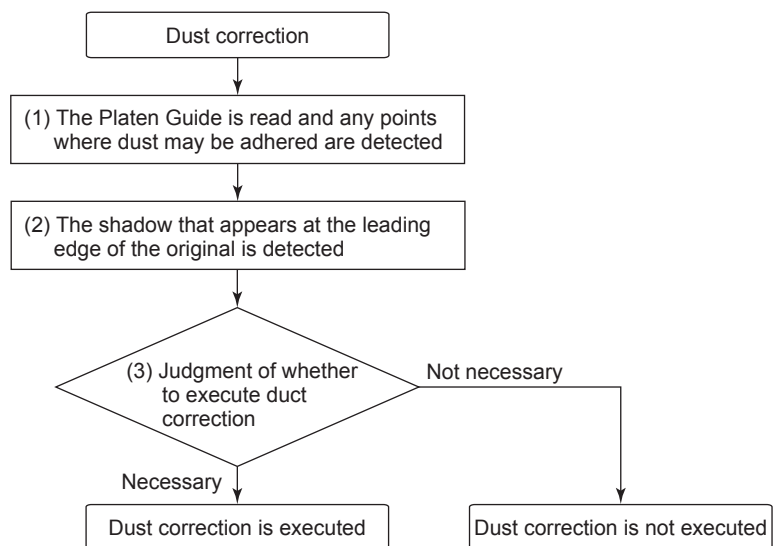 Dust correction
(1) The Platen Guide is read and any points
where dust may be adhered are detected
(2) The shadow that appears at the leading
edge of the original is detected
(3) Judgment of whether
to execute duct
correction
Not necessary
Necessary
Dust correction is executed
Dust correction is not executed